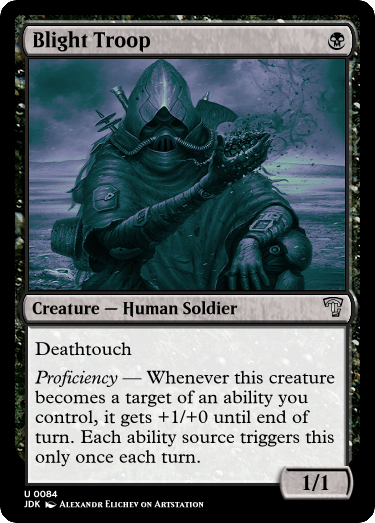 Blight Troop
Creature — Human Soldier
Deathtouch
Proficiency — Whenever this creature
becomes a target of an ability you
control, it gets +1/+0 until end of
turn. Each ability source triggers this
only once each turn.
1/1
U 0084
JDK Alexandr Elichev on Artstation